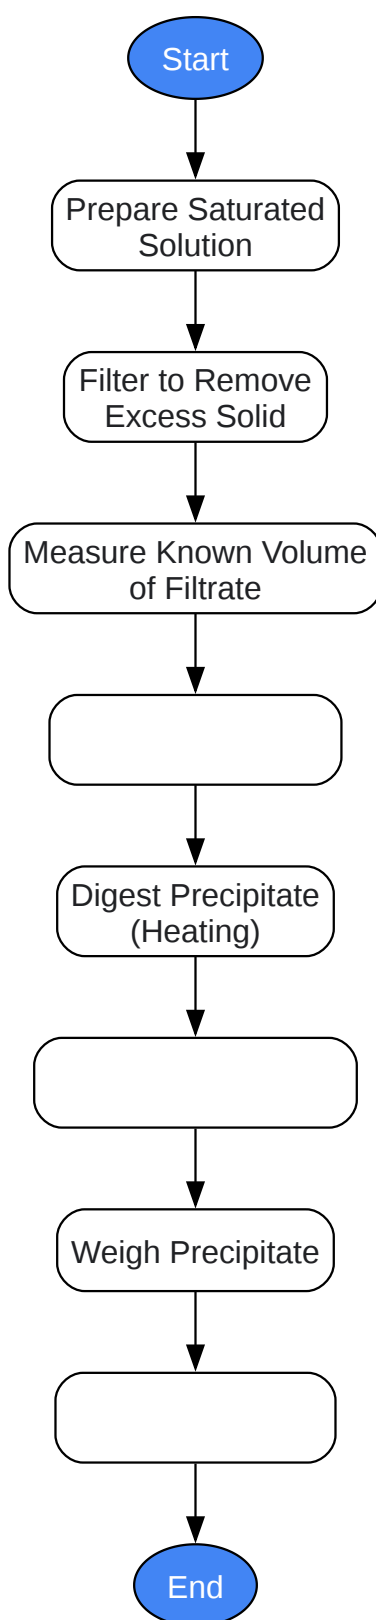 Start
Prepare Saturated
Solution
Filter to Remove
Excess Solid
Measure Known Volume
of Filtrate
Digest Precipitate
(Heating)
Weigh Precipitate
End